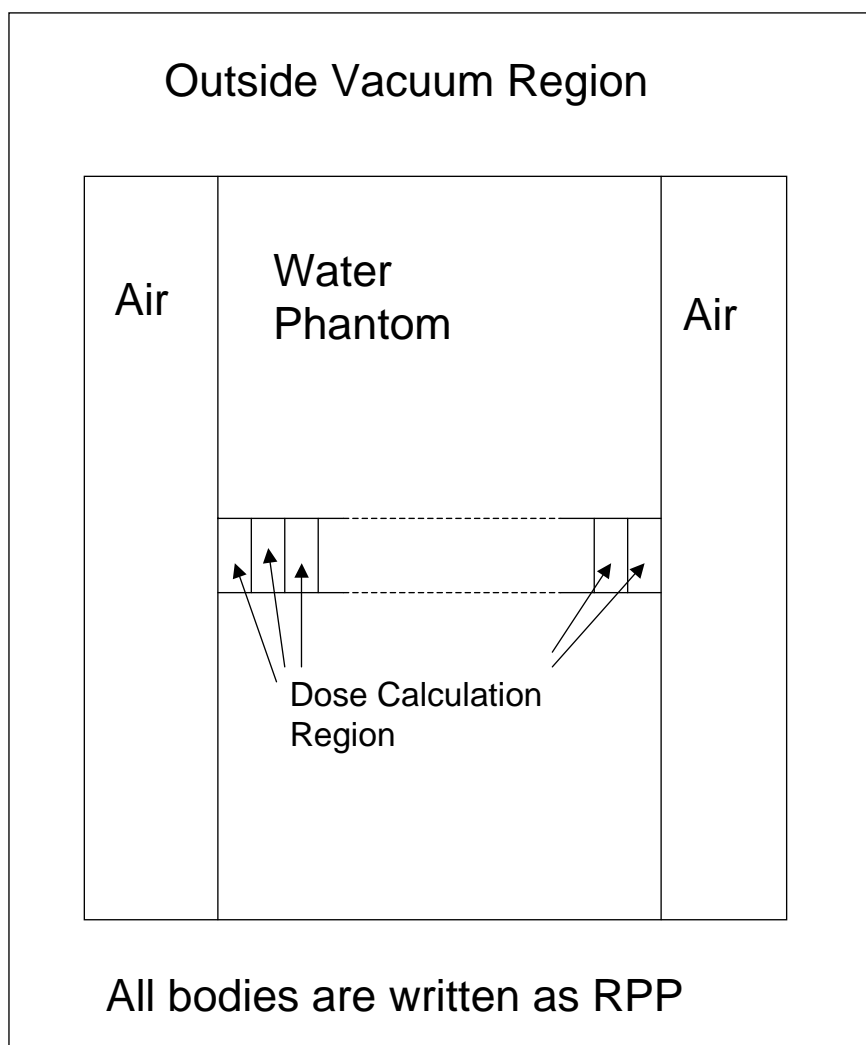 Outside Vacuum Region
Water
Phantom
Air
Air
Dose Calculation
Region
All bodies are written as RPP